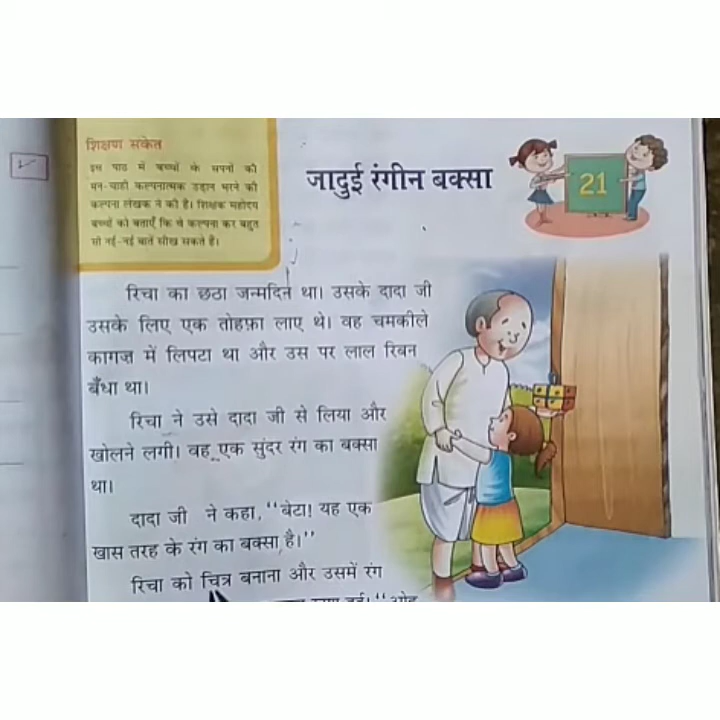 शिक्षण संकेत
इस पाठ में बच्चों के सपनों की
मन-चाही कल्पनात्मक उड़ान भरने की
कल्पना लेखक ने की है। शिक्षक महोदय
बच्चों को बताएँ कि वे कल्पना कर बहुत
सी नई-नई बातें सीख सकते हैं।
जादुई रंगीन बक्सा
21
रिचा का छठा जन्मदिन था। उसके दादा जी
उसके लिए एक तोहफ़ा लाए थे। वह चमकीले
कागज़ में लिपटा था और उस पर लाल रिबन
बँधा था।
रिचा ने उसे दादा जी से लिया और
खोलने लगी। वह एक सुंदर रंग का बक्सा
था।
दादा जी ने कहा, "बेटा! यह एक
खास तरह के रंग का बक्सा है।"
रिचा को चित्र बनाना और उसमें रंग